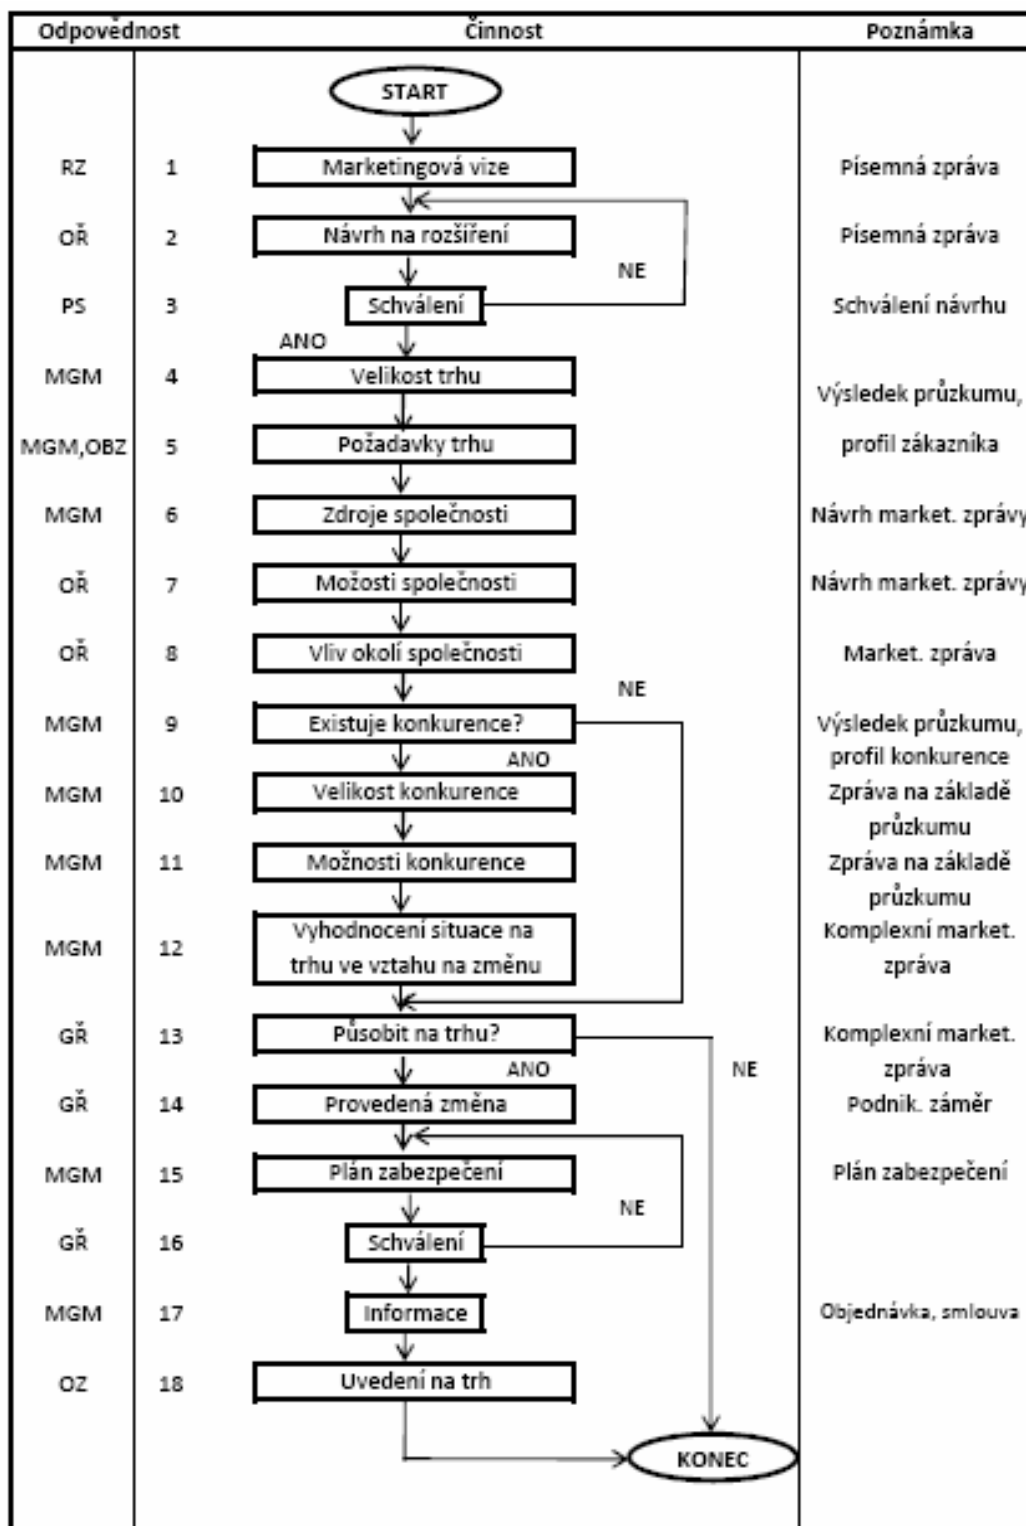 Odpovědnost Činnost Poznámka
START
RZ 1 Marketingová vize Písemná zpráva
OŘ 2 Návrh na rozšíření Písemná zpráva
NE
PS 3 Schválení Schválení návrhu
ANO
MGM 4 Velikost trhu
Výsledek průzkumu,
MGM,OBZ 5 Požadavky trhu profil zákazníka
MGM 6 Zdroje společnosti Návrh market. zprávy
OŘ 7 Možosti společnosti Návrh market. zprávy
OŘ 8 Vliv okolí společnosti Market. zpráva
NE
MGM 9 Existuje konkurence? Výsledek průzkumu,
ANO profil konkurence
MGM 10 Velikost konkurence Zpráva na základě
průzkumu
MGM 11 Možnosti konkurence Zpráva na základě
průzkumu
Vyhodnocení situace na Komplexní market.
MGM 12
trhu ve vztahu na změnu zpráva
GŘ 13 Působit na trhu? Komplexní market.
ANO NE zpráva
GŘ 14 Provedená změna Podnik. záměr
MGM 15 Plán zabezpečení Plán zabezpečení
NE
GŘ 16 Schválení
MGM 17 Informace Objednávka, smlouva
OZ 18 Uvedení na trh
KONEC